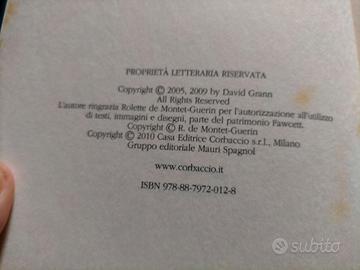 PROPRIETÀ LETTERARIA RISERVATA
Copyright © 2005, 2009 by David Grann
All Rights Reserved
L'autore ringrazia Rolette de Montet-Guerin per l'autorizzazione all'utilizzo
di testi, immagini e disegni, parte del patrimonio Fawcett.
Copyright © R. de Montet-Guerin
Copyright © 2010 Casa Editrice Corbaccio s.r.l., Milano
Gruppo editoriale Mauri Spagnol
www.corbaccio.it
ISBN 978-88-7972-012-8
subito